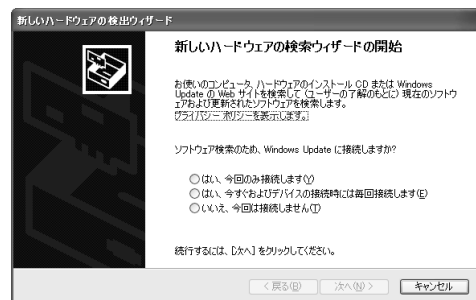 新しいハードウェアの検出ウィザード
新しいハードウェアの検索ウィザードの開始
お使いのコンピュータ、ハードウェアのインストール CD または Windows
Update の Web サイトを検索して (ユーザーの了解のもとに) 現在のソフトウ
ェアおよび更新されたソフトウェアを検索します。
プライバシー ポリシーを表示します。
ソフトウェア検索のため、Windows Update に接続しますか?
はい、今回のみ接続します(Y)
はい、今すぐおよびデバイスの接続時には毎回接続します(E)
いいえ、今回は接続しません(T)
続行するには、[次へ] をクリックしてください。
< 戻る(B)
次へ(N) >
キャンセル